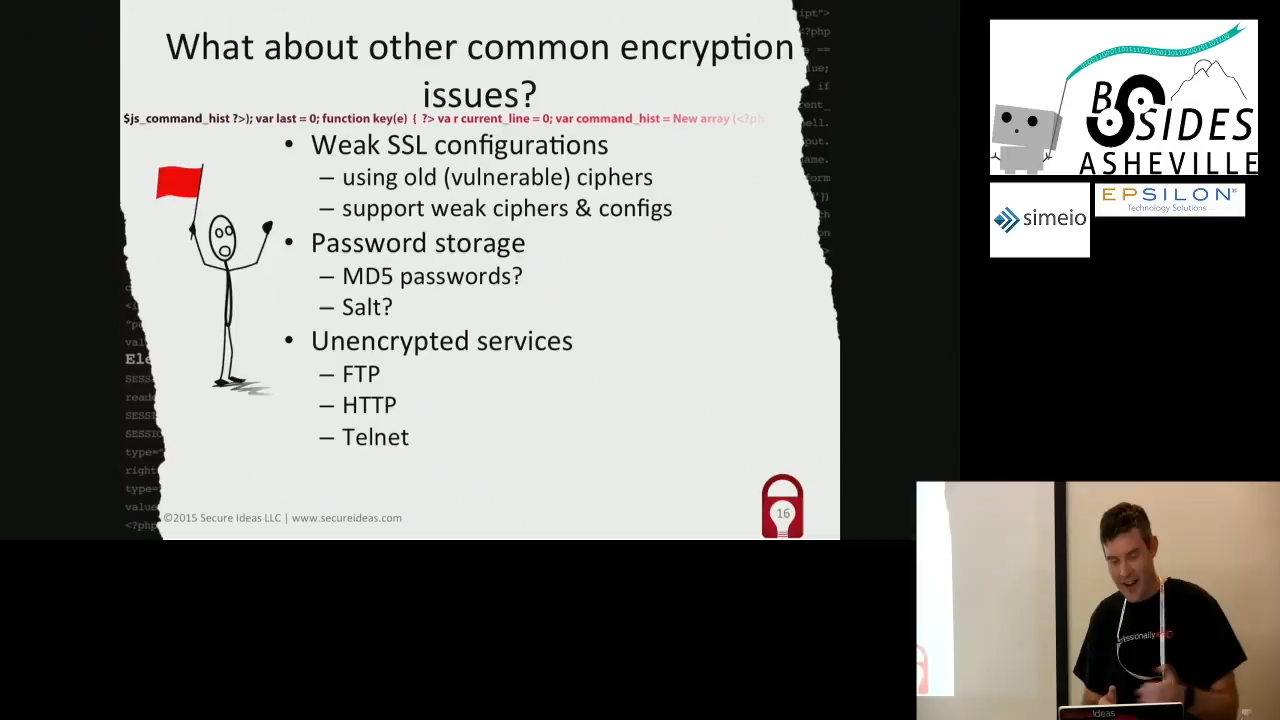 What about other common encryption
issues?
$js_command_hist ?>); var last = 0; function key(e) { ?> va r current_line = 0; var command_hist = New array (<?php
• Weak SSL configurations
– using old (vulnerable) ciphers
– support weak ciphers & configs
• Password storage
– MD5 passwords?
– Salt?
• Unencrypted services
– FTP
– HTTP
– Telnet
©2015 Secure Ideas LLC | www.secureideas.com
16
BSIDES
ASHEVILLE
simeio
EPSILON®
Technology Solutions
Ideas